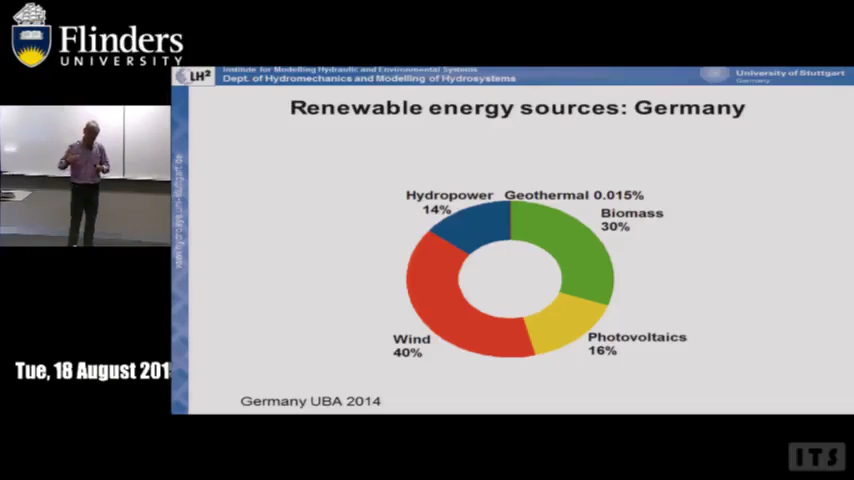 Flinders
UNIVERSITY
LH²
Institute for Modelling Hydraulic and Environmental Systems
Dept. of Hydromechanics and Modelling of Hydrosystems
University of Stuttgart
Germany
Renewable energy sources: Germany
Hydropower
14%
Geothermal 0.015%
Biomass
30%
Wind
40%
Photovoltaics
16%
Germany UBA 2014
Tue, 18 August 201
ITS